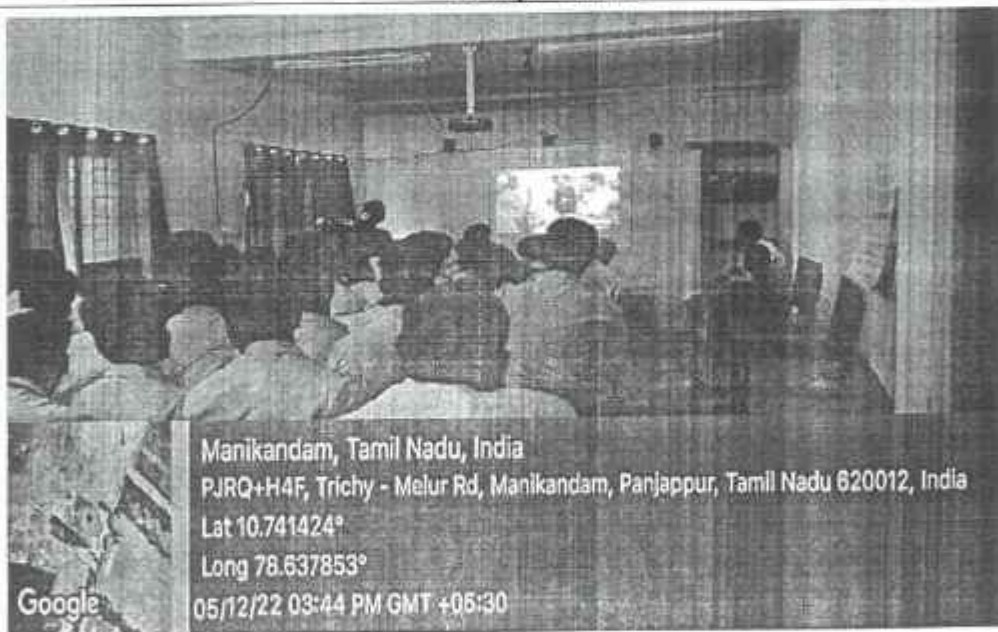 Manikandam, Tamil Nadu, India
PJRQ+H4F, Trichy - Melur Rd, Manikandam, Panjappur, Tamil Nadu 620012, India
Lat 10.741424°
Long 78.637853°
05/12/22 03:44 PM GMT +05:30
Google